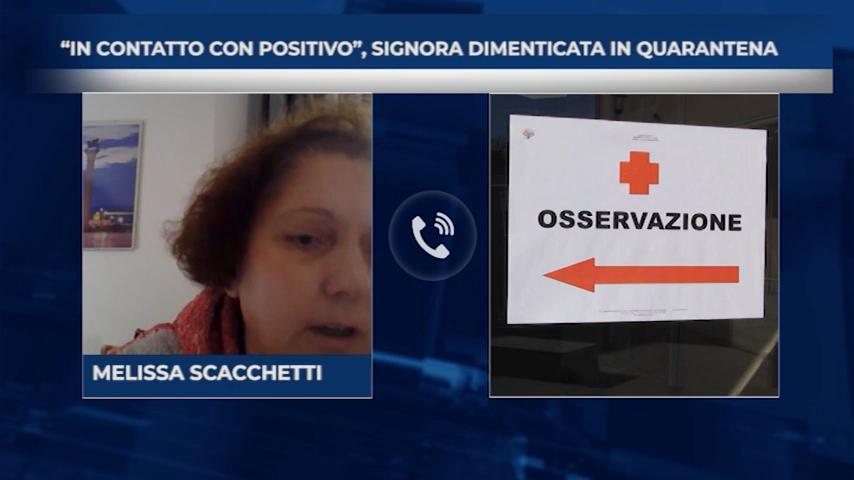 “IN CONTATTO CON POSITIVO”, SIGNORA DIMENTICATA IN QUARANTENA
OSSERVAZIONE
MELISSA SCACCHETTI